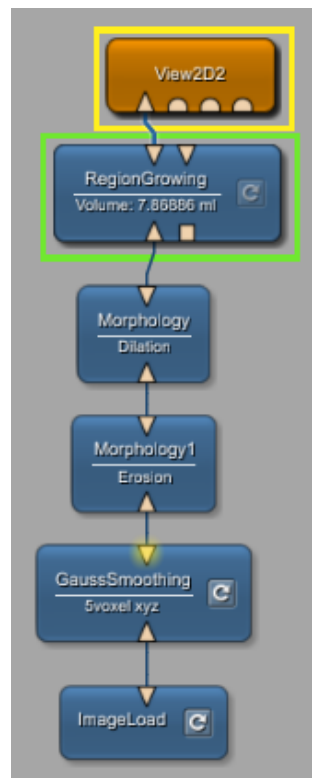 View2D2
RegionGrowing
Volume: 7.86886 ml
Morphology
Dilation
Morphology1
Erosion
GaussSmoothing
5voxel xyz
ImageLoad